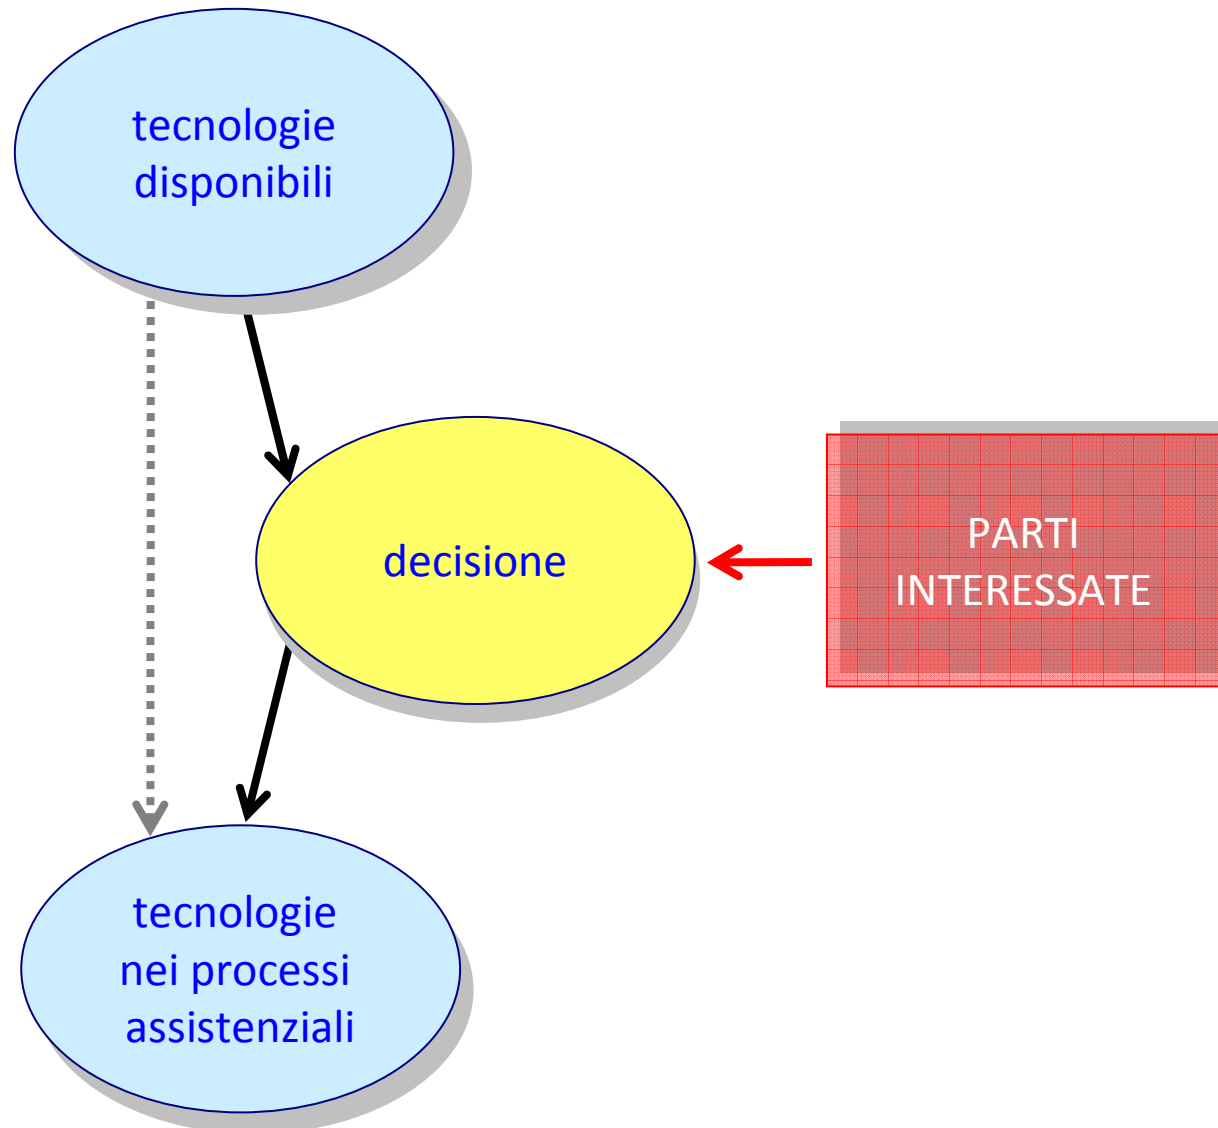 tecnologie
disponibili
decisione
PARTI
INTERESSATE
tecnologie
nei processi
assistenziali